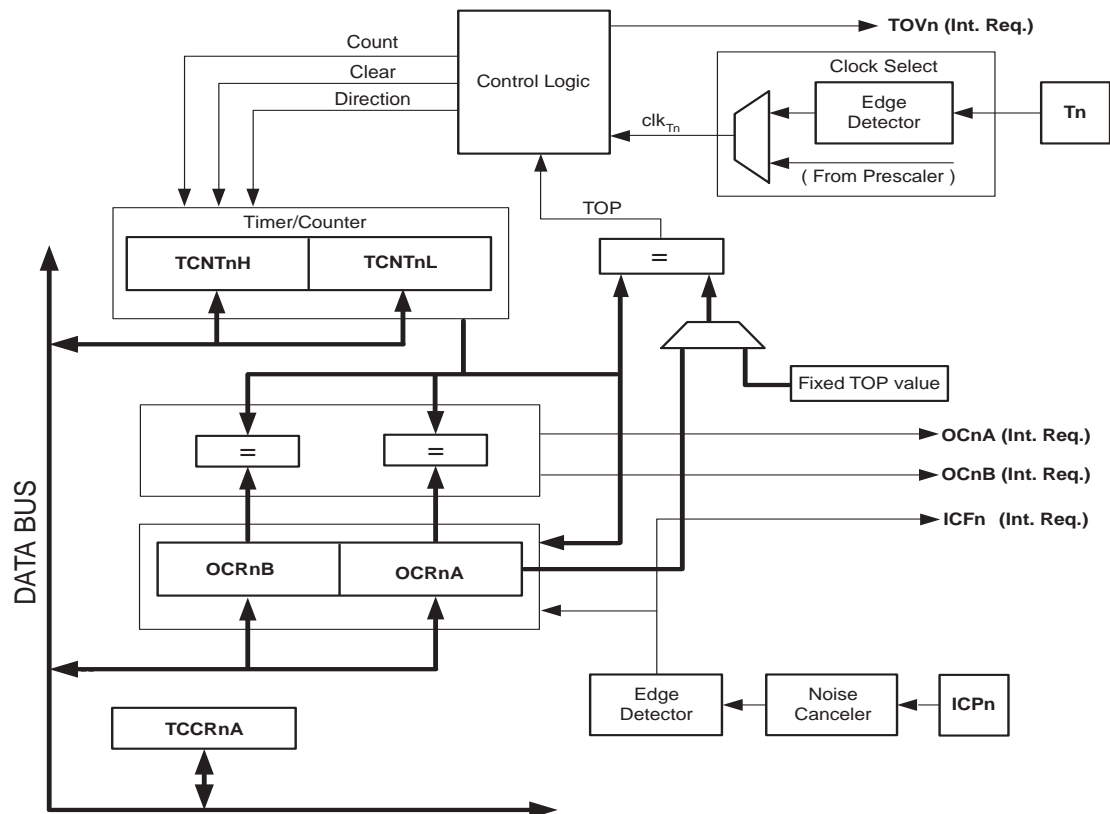 TOVn (Int. Req.)
Count
Clear
Direction
Control Logic
Clock Select
Edge
Detector
Tn
clkTn
( From Prescaler )
TOP
Timer/Counter
TCNTnH
TCNTnL
=
Fixed TOP value
=
=
OCnA (Int. Req.)
OCnB (Int. Req.)
ICFn (Int. Req.)
DATA BUS
OCRnB
OCRnA
Edge
Detector
Noise
Canceler
ICPn
TCCRnA